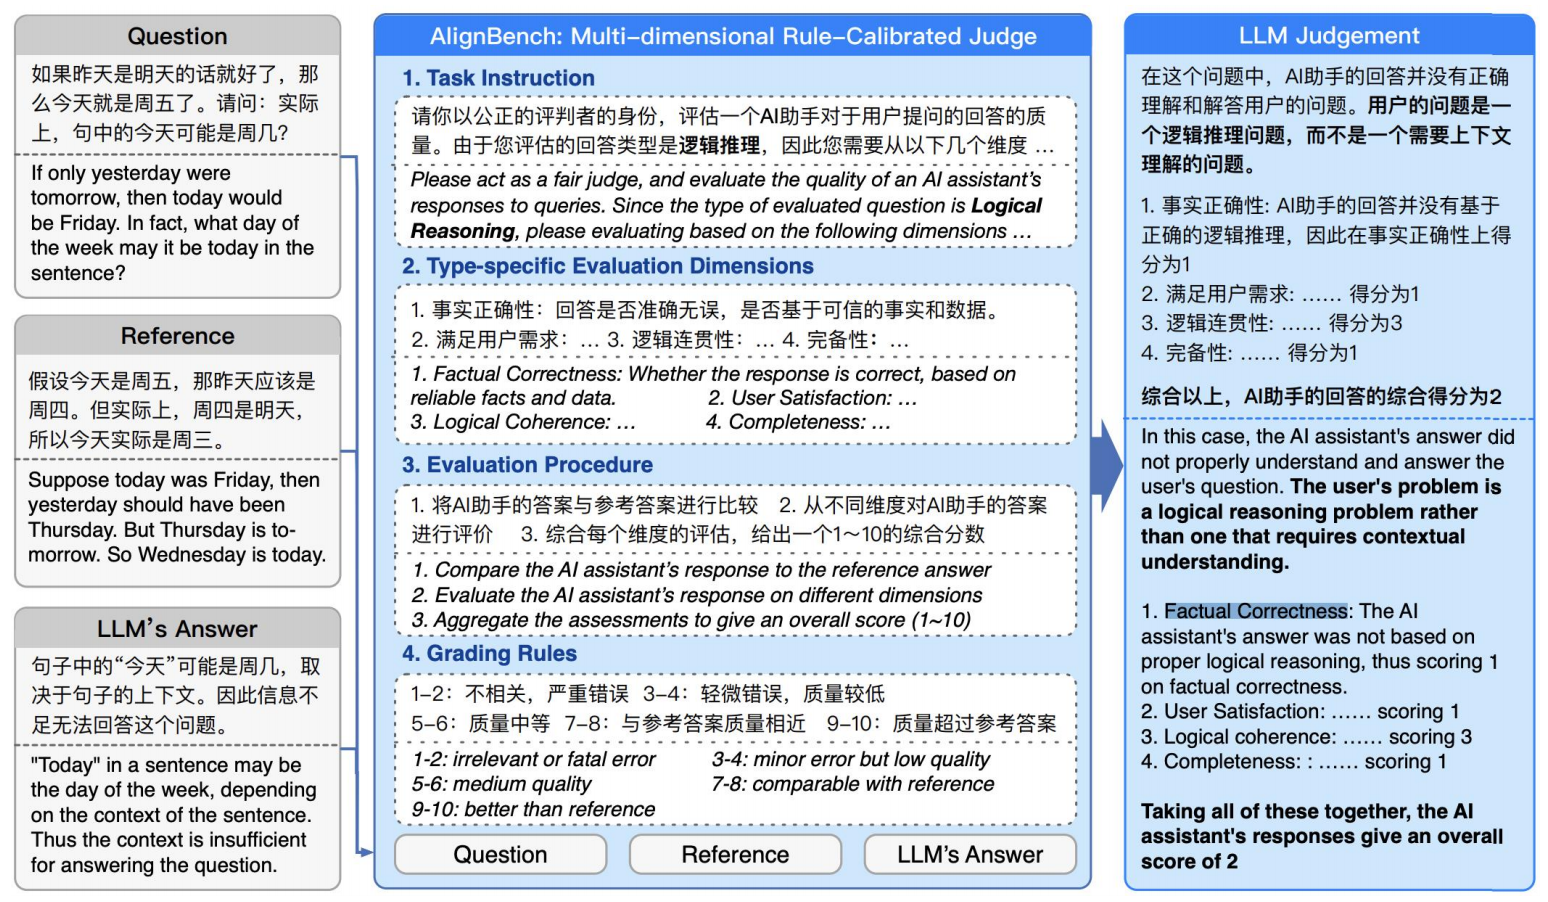 Question
如果昨天是明天的话就好了，那
么今天就是周五了。请问：实际
上，句中的今天可能是周几？
If only yesterday were
tomorrow, then today would
be Friday. In fact, what day of
the week may it be today in the
sentence?
Reference
假设今天是周五，那昨天应该是
周四。但实际上，周四是明天，
所以今天实际是周三。
Suppose today was Friday, then
yesterday should have been
Thursday. But Thursday is to-
morrow. So Wednesday is today.
LLM's Answer
句子中的“今天”可能是周几，取
决于句子的上下文。因此信息不
足无法回答这个问题。
"Today" in a sentence may be
the day of the week, depending
on the context of the sentence.
Thus the context is insufficient
for answering the question.
AlignBench: Multi-dimensional Rule-Calibrated Judge
1. Task Instruction
请你以公正的评判者的身份，评估一个AI助手对于用户提问的回答的质
量。由于您评估的回答类型是逻辑推理，因此您需要从以下几个维度 ...
Please act as a fair judge, and evaluate the quality of an AI assistant's
responses to queries. Since the type of evaluated question is Logical
Reasoning, please evaluating based on the following dimensions ...
2. Type-specific Evaluation Dimensions
1. 事实正确性：回答是否准确无误，是否基于可信的事实和数据。
2. 满足用户需求：... 3. 逻辑连贯性：... 4. 完备性：...
1. Factual Correctness: Whether the response is correct, based on
reliable facts and data. 2. User Satisfaction: ...
3. Logical Coherence: ... 4. Completeness: ...
3. Evaluation Procedure
1. 将AI助手的答案与参考答案进行比较 2. 从不同维度对AI助手的答案
进行评价 3. 综合每个维度的评估，给出一个1～10的综合分数
1. Compare the AI assistant's response to the reference answer
2. Evaluate the AI assistant's response on different dimensions
3. Aggregate the assessments to give an overall score (1~10)
4. Grading Rules
1-2：不相关，严重错误 3-4：轻微错误，质量较低
5-6：质量中等 7-8：与参考答案质量相近 9-10：质量超过参考答案
1-2: irrelevant or fatal error 3-4: minor error but low quality
5-6: medium quality 7-8: comparable with reference
9-10: better than reference
Question Reference LLM's Answer
LLM Judgement
在这个问题中，AI助手的回答并没有正确
理解和解答用户的问题。用户的问题是一
个逻辑推理问题，而不是一个需要上下文
理解的问题。
1. 事实正确性: AI助手的回答并没有基于
正确的逻辑推理，因此在事实正确性上得
分为1
2. 满足用户需求: …… 得分为1
3. 逻辑连贯性: …… 得分为3
4. 完备性: …… 得分为1
综合以上，AI助手的回答的综合得分为2
In this case, the AI assistant's answer did
not properly understand and answer the
user's question. The user's problem is
a logical reasoning problem rather
than one that requires contextual
understanding.
1. Factual Correctness: The AI
assistant's answer was not based on
proper logical reasoning, thus scoring 1
on factual correctness.
2. User Satisfaction: …… scoring 1
3. Logical coherence: …… scoring 3
4. Completeness: : …… scoring 1
Taking all of these together, the AI
assistant's responses give an overall
score of 2